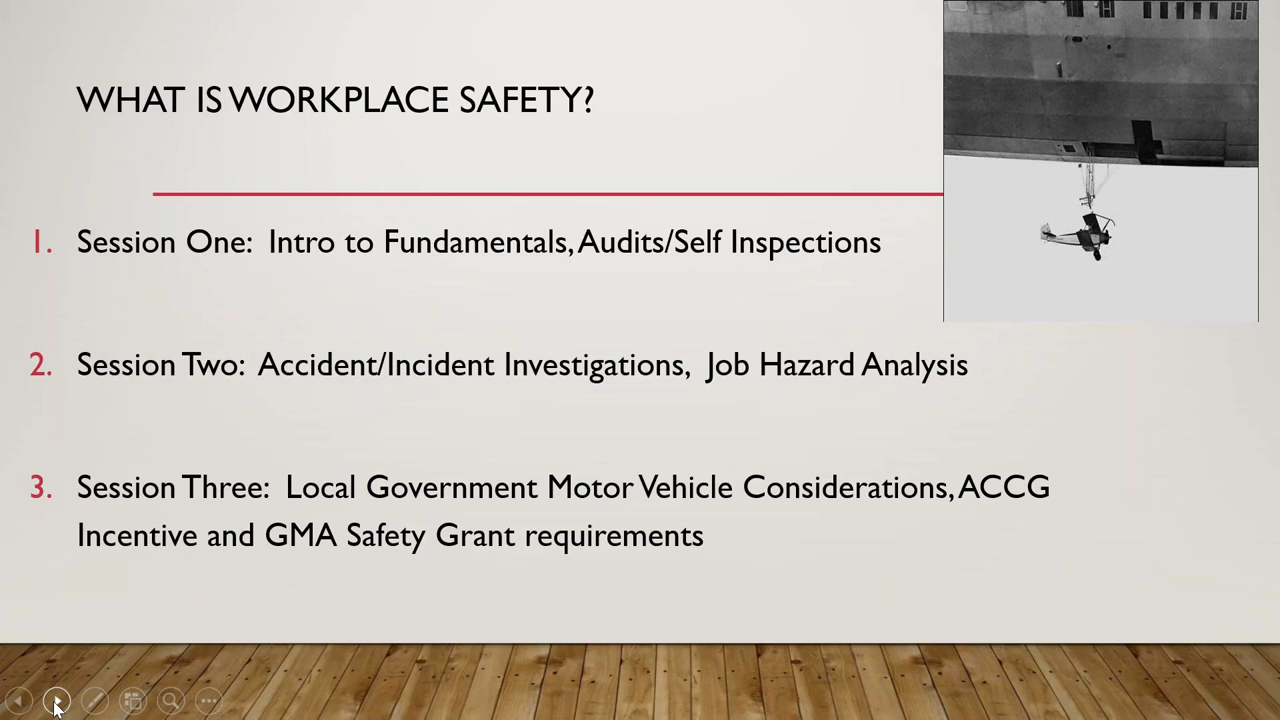 WHAT IS WORKPLACE SAFETY?
1. Session One: Intro to Fundamentals, Audits/Self Inspections
2. Session Two: Accident/Incident Investigations, Job Hazard Analysis
3. Session Three: Local Government Motor Vehicle Considerations, ACCG
Incentive and GMA Safety Grant requirements